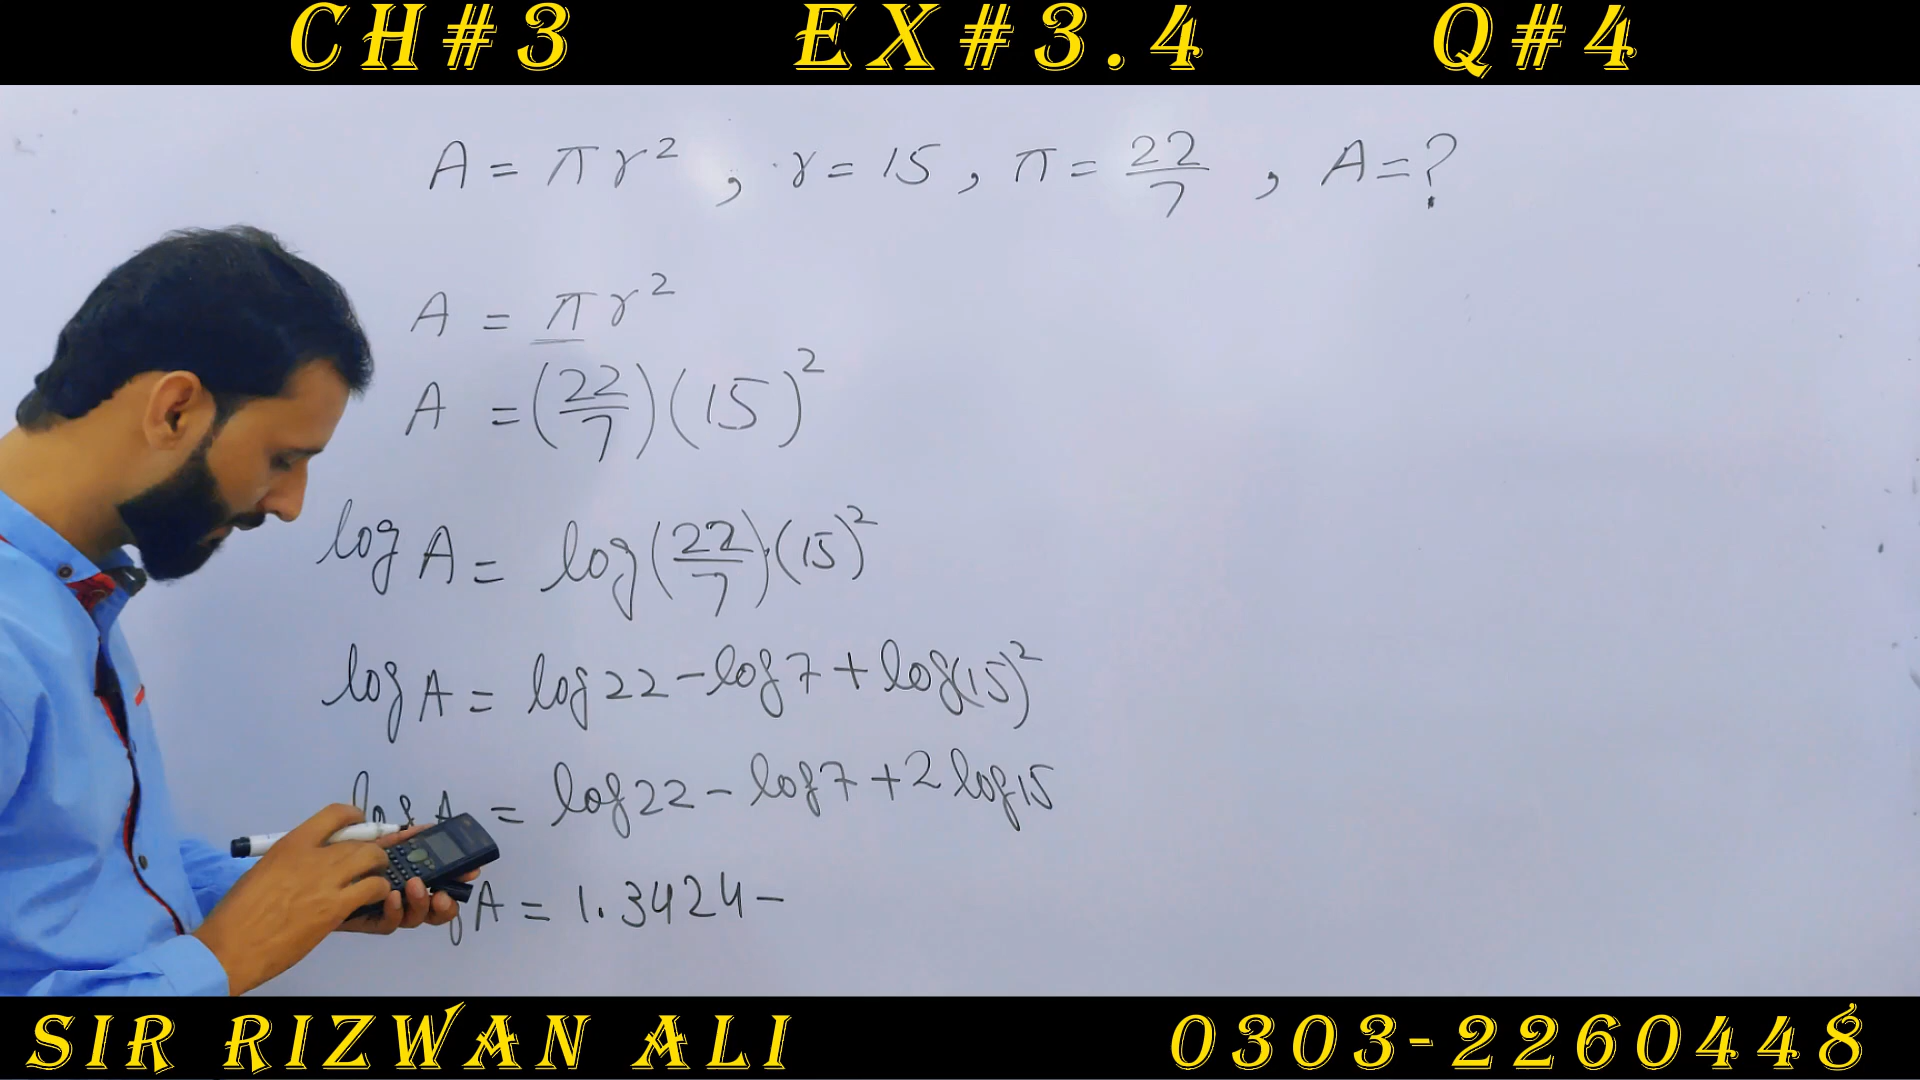 CH#3 EX#3.4 Q#4
A = πr² , r = 15 , π = 22/7 , A = ?
A = πr²
A = (22/7)(15)²
log A = log(22/7)·(15)²
log A = log 22 - log 7 + log(15)²
log A = log 22 - log 7 + 2 log 15
A = 1.3424 -
SIR RIZWAN ALI 0303-2260448